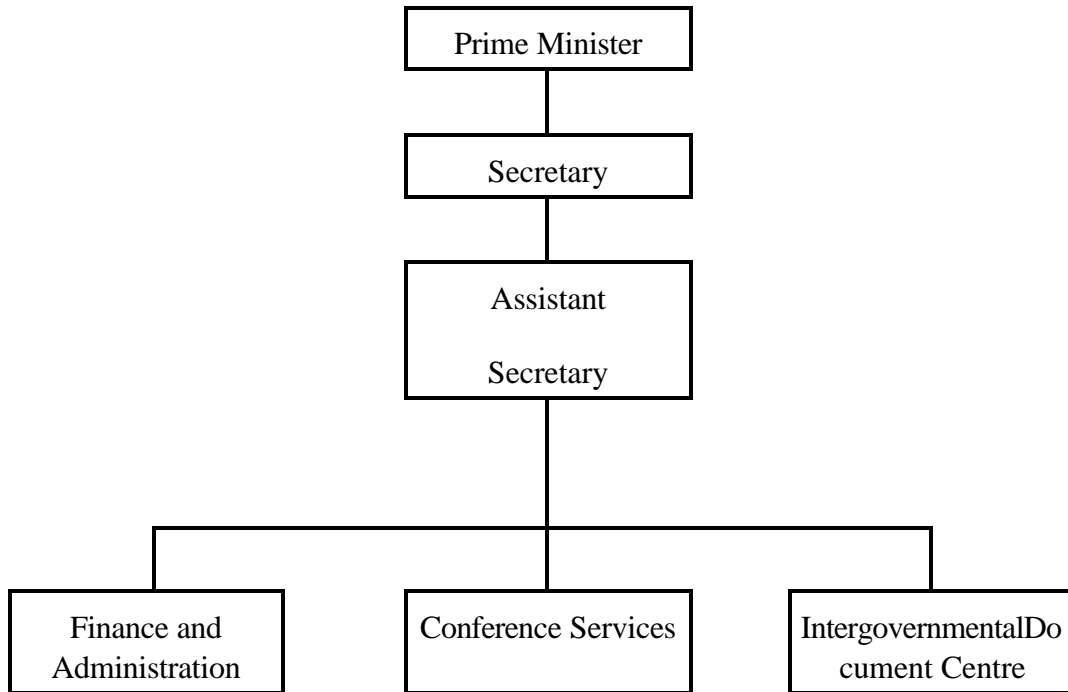 Prime Minister
Secretary
Assistant
Secretary
Finance and
Administration
Conference Services
IntergovernmentalDo
cument Centre